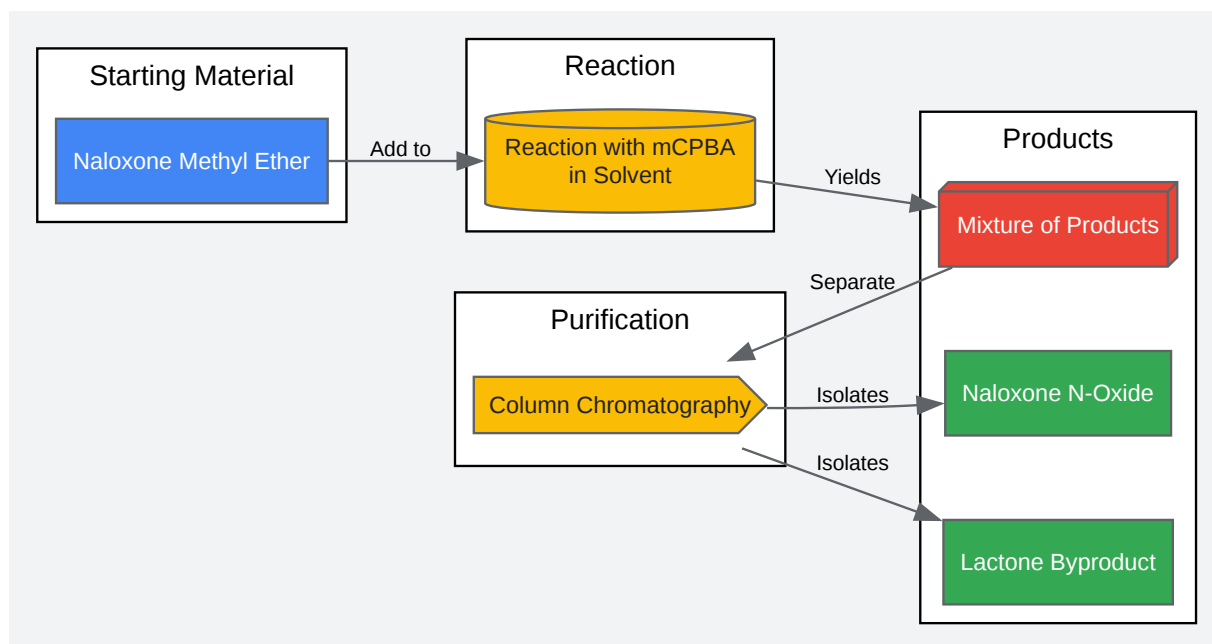 Starting Material
Naloxone Methyl Ether
Add to
Reaction
Reaction with mCPBA
in Solvent
Yields
Products
Mixture of Products
Separate
Purification
Column Chromatography
Isolates
Naloxone N-Oxide
Isolates
Lactone Byproduct